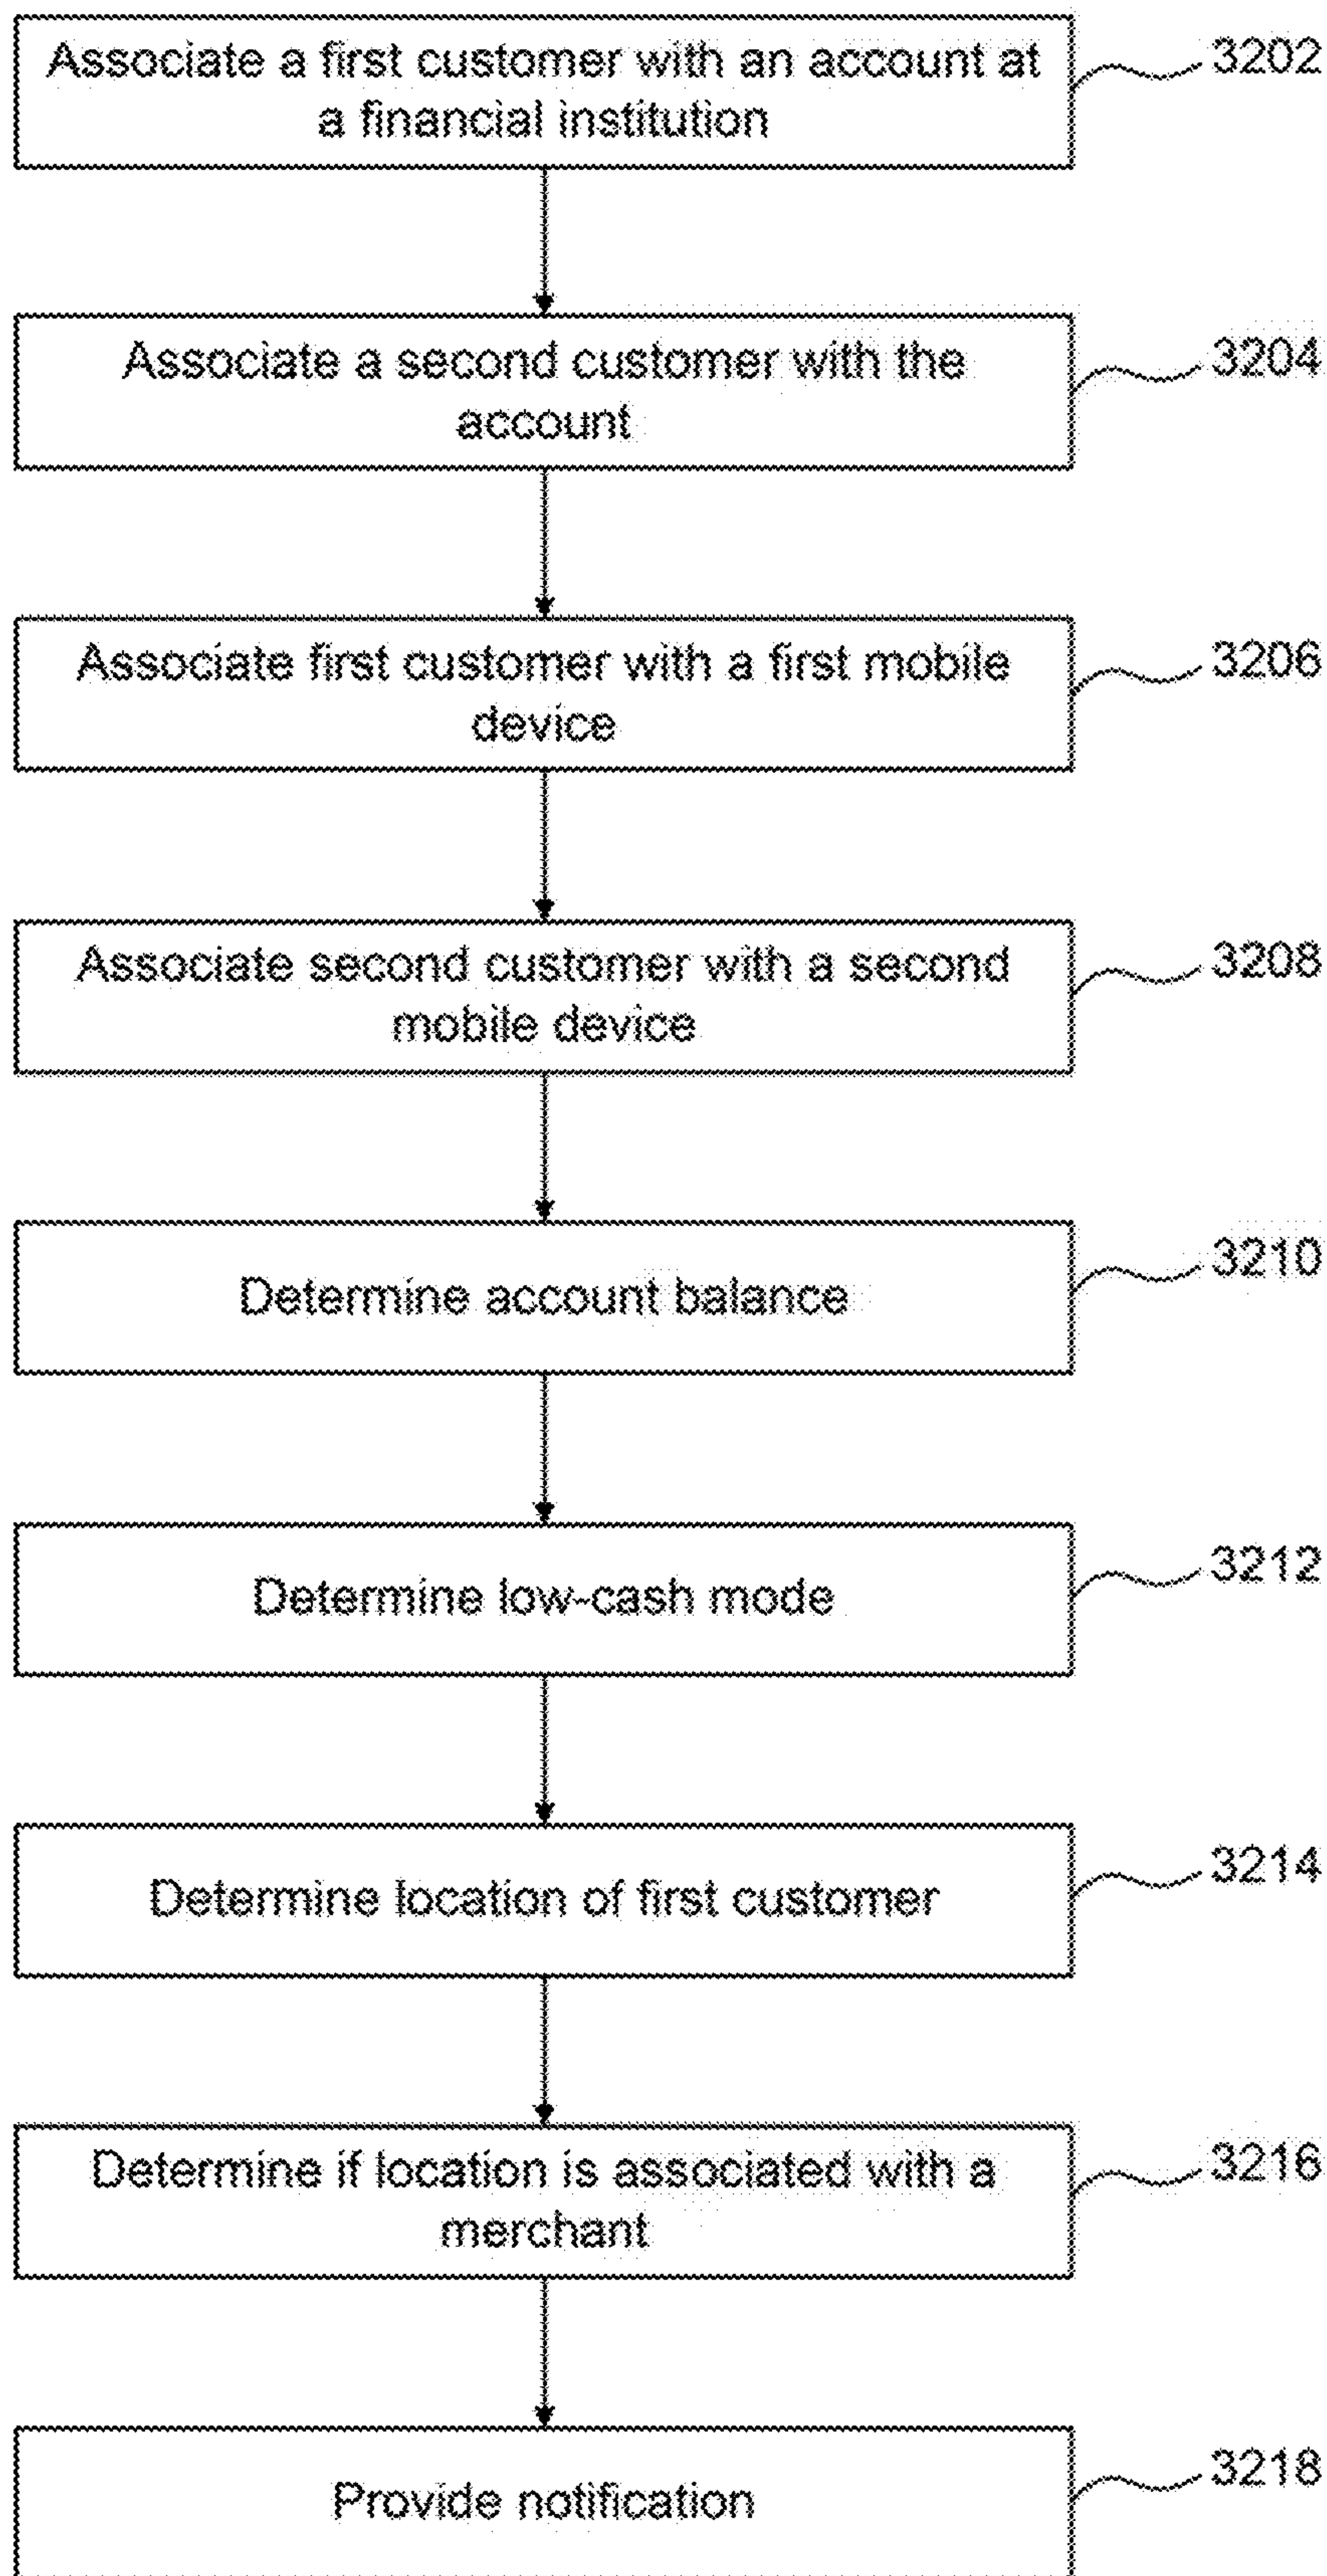 Associate a first customer with an account at
a financial institution
3202
Associate a second customer with the
account
3204
Associate first customer with a first mobile
device
3206
Associate second customer with a second
mobile device
3208
Determine account balance
3210
Determine low-cash mode
3212
Determine location of first customer
3214
Determine if location is associated with a
merchant
3216
Provide notification
3218